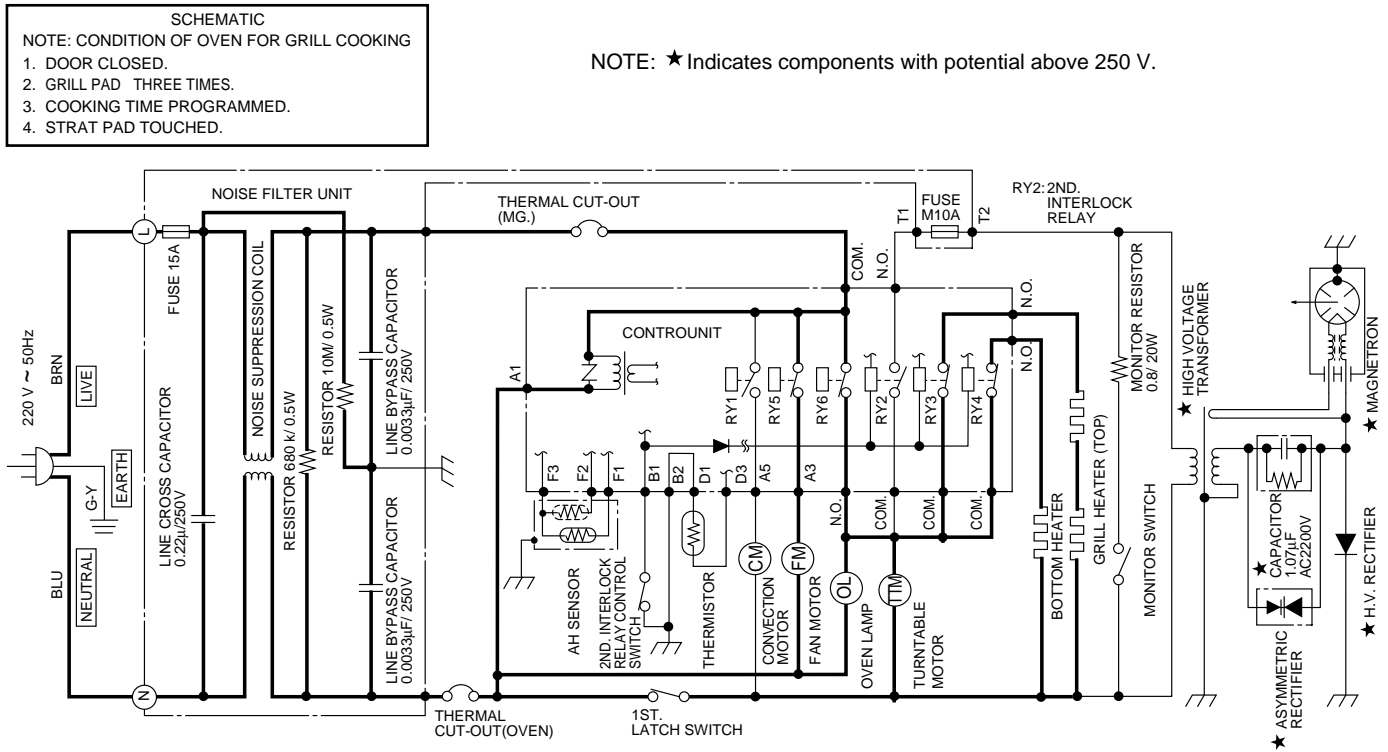 SCHEMATIC
NOTE: CONDITION OF OVEN FOR GRILL COOKING
1. DOOR CLOSED.
2. GRILL PAD THREE TIMES.
3. COOKING TIME PROGRAMMED.
4. STRAT PAD TOUCHED.
NOTE: ★ Indicates components with potential above 250 V.
220 V ~ 50Hz
BRN
LIVE
G-Y
EARTH
BLU
NEUTRAL
L
N
NOISE FILTER UNIT
FUSE 15A
LINE CROSS CAPACITOR
0.22µ/250V
NOISE SUPPRESSION COIL
RESISTOR 680 k/ 0.5W
RESISTOR 10M/ 0.5W
LINE BYPASS CAPACITOR
0.0033µF/ 250V
LINE BYPASS CAPACITOR
0.0033µF/ 250V
THERMAL CUT-OUT
(MG.)
THERMAL
CUT-OUT(OVEN)
1ST.
LATCH SWITCH
A1
CONTROUNIT
COM.
N.O.
T1
FUSE
M10A
T2
RY2: 2ND.
INTERLOCK
RELAY
N.O.
N.O.
RY1
RY5
RY6
RY2
RY3
RY4
F3
F2
F1
B1
B2
D1
D3
A5
A3
N.O.
COM.
COM.
COM.
AH SENSOR
2ND. INTERLOCK
RELAY CONTROL
SWITCH
THERMISTOR
CM
CONVECTION
MOTOR
FM
FAN MOTOR
OL
OVEN LAMP
TTM
TURNTABLE
MOTOR
BOTTOM HEATER
GRILL HEATER (TOP)
MONITOR RESISTOR
0.8/ 20W
MONITOR SWITCH
★ HIGH VOLTAGE
TRANSFORMER
★ CAPACITOR
1.07µF
AC2200V
★ ASYMMETRIC
RECTIFIER
★ H.V. RECTIFIER
★ MAGNETRON